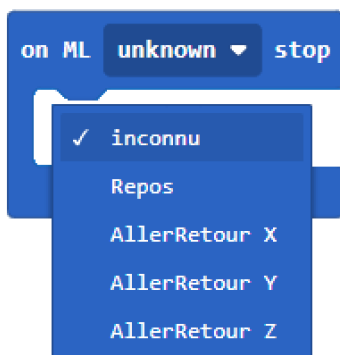 on ML unknown stop
✓ inconnu
Repos
AllerRetour X
AllerRetour Y
AllerRetour Z